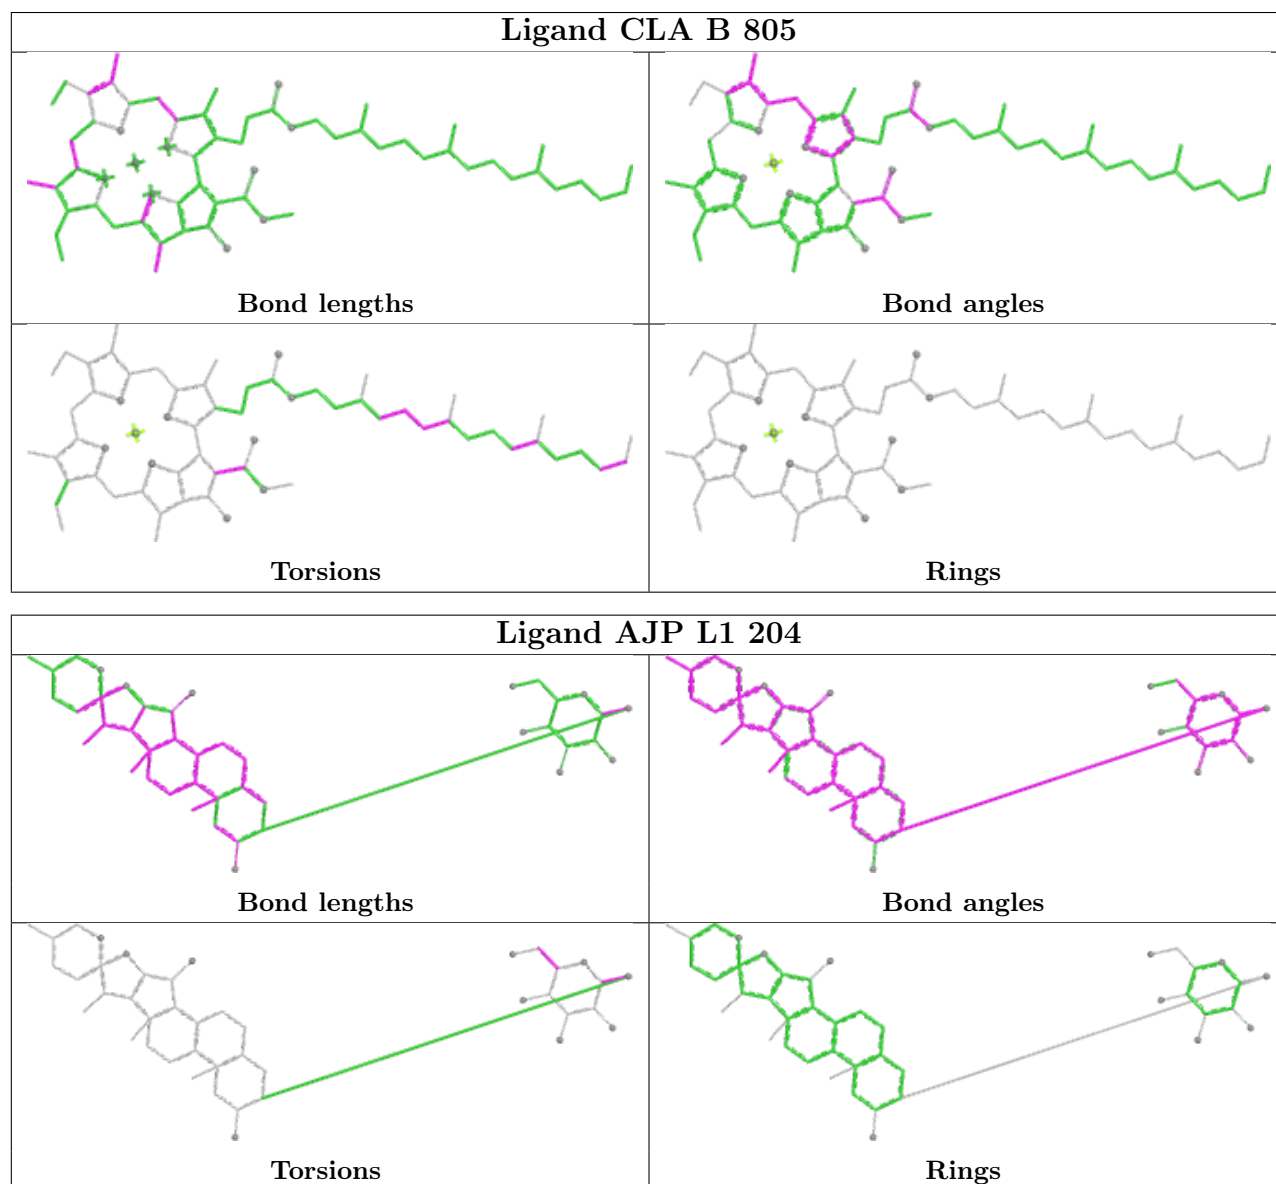 Ligand CLA B 805
Bond lengths
Bond angles
Torsions
Rings
Ligand AJP L1 204
Bond lengths
Bond angles
Torsions
Rings